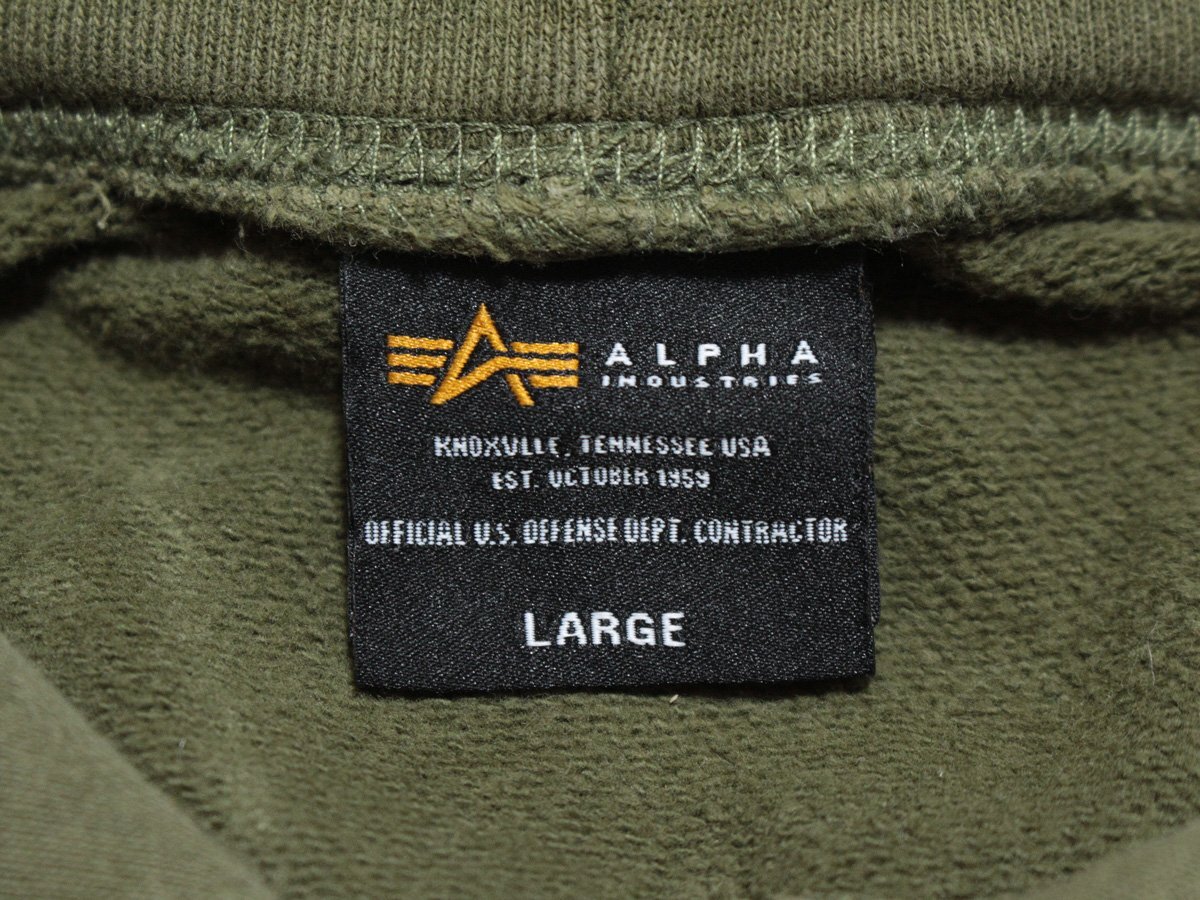 ALPHA
INDUSTRIES
KNOXVILLE, TENNESSEE USA
EST. OCTOBER 1959
OFFICIAL U.S. DEFENSE DEPT. CONTRACTOR
LARGE